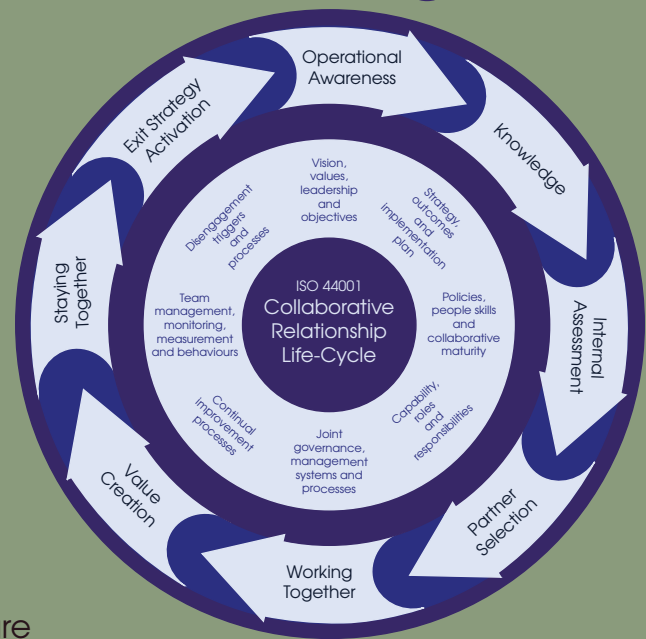 Operational
Awareness
Knowledge
Internal
Assessment
Partner
Selection
Working
Together
Value
Creation
Staying
Together
Exit Strategy
Activation
Vision,
values,
leadership
and
objectives
Strategy,
outcomes
and
implementation
plan
Policies,
people skills
and
collaborative
maturity
Capability,
roles
and
responsibilities
Joint
governance,
management
systems and
processes
Continual
improvement
processes
Team
management,
monitoring,
measurement
and behaviours
Disengagement
triggers
and
processes
ISO 44001
Collaborative
Relationship
Life-Cycle